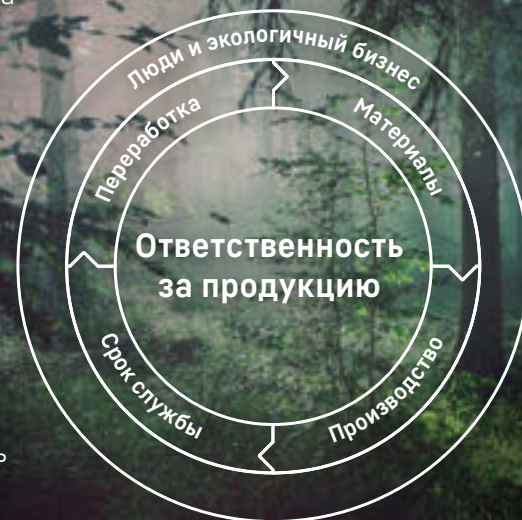 Люди и экологичный бизнес
Переработка
Материалы
Ответственность
за продукцию
Срок службы
Производство